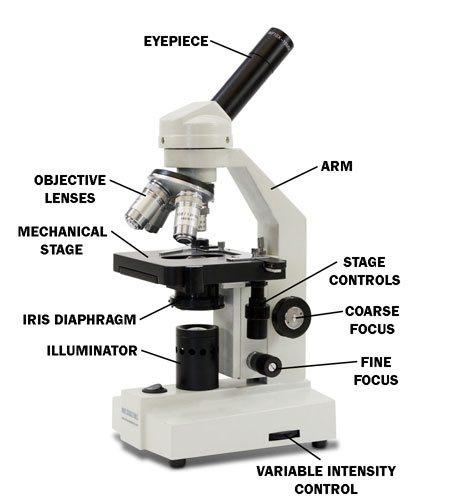 EYEPIECE
ARM
OBJECTIVE
LENSES
MECHANICAL
STAGE
STAGE
CONTROLS
IRIS DIAPHRAGM
COARSE
FOCUS
ILLUMINATOR
FINE
FOCUS
VARIABLE INTENSITY
CONTROL